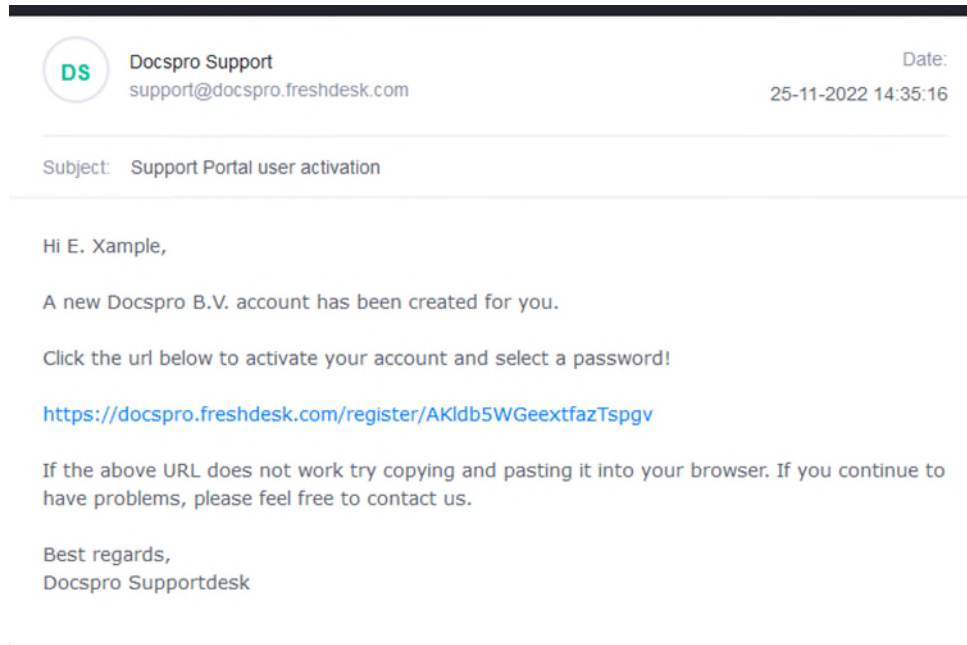 DS
Docspro Support
support@docspro.freshdesk.com
Date:
25-11-2022 14:35:16
Subject: Support Portal user activation
Hi E. Xample,
A new Docspro B.V. account has been created for you.
Click the url below to activate your account and select a password!
https://docspro.freshdesk.com/register/AKldb5WGeextfazTspgv
If the above URL does not work try copying and pasting it into your browser. If you continue to
have problems, please feel free to contact us.
Best regards,
Docspro Supportdesk